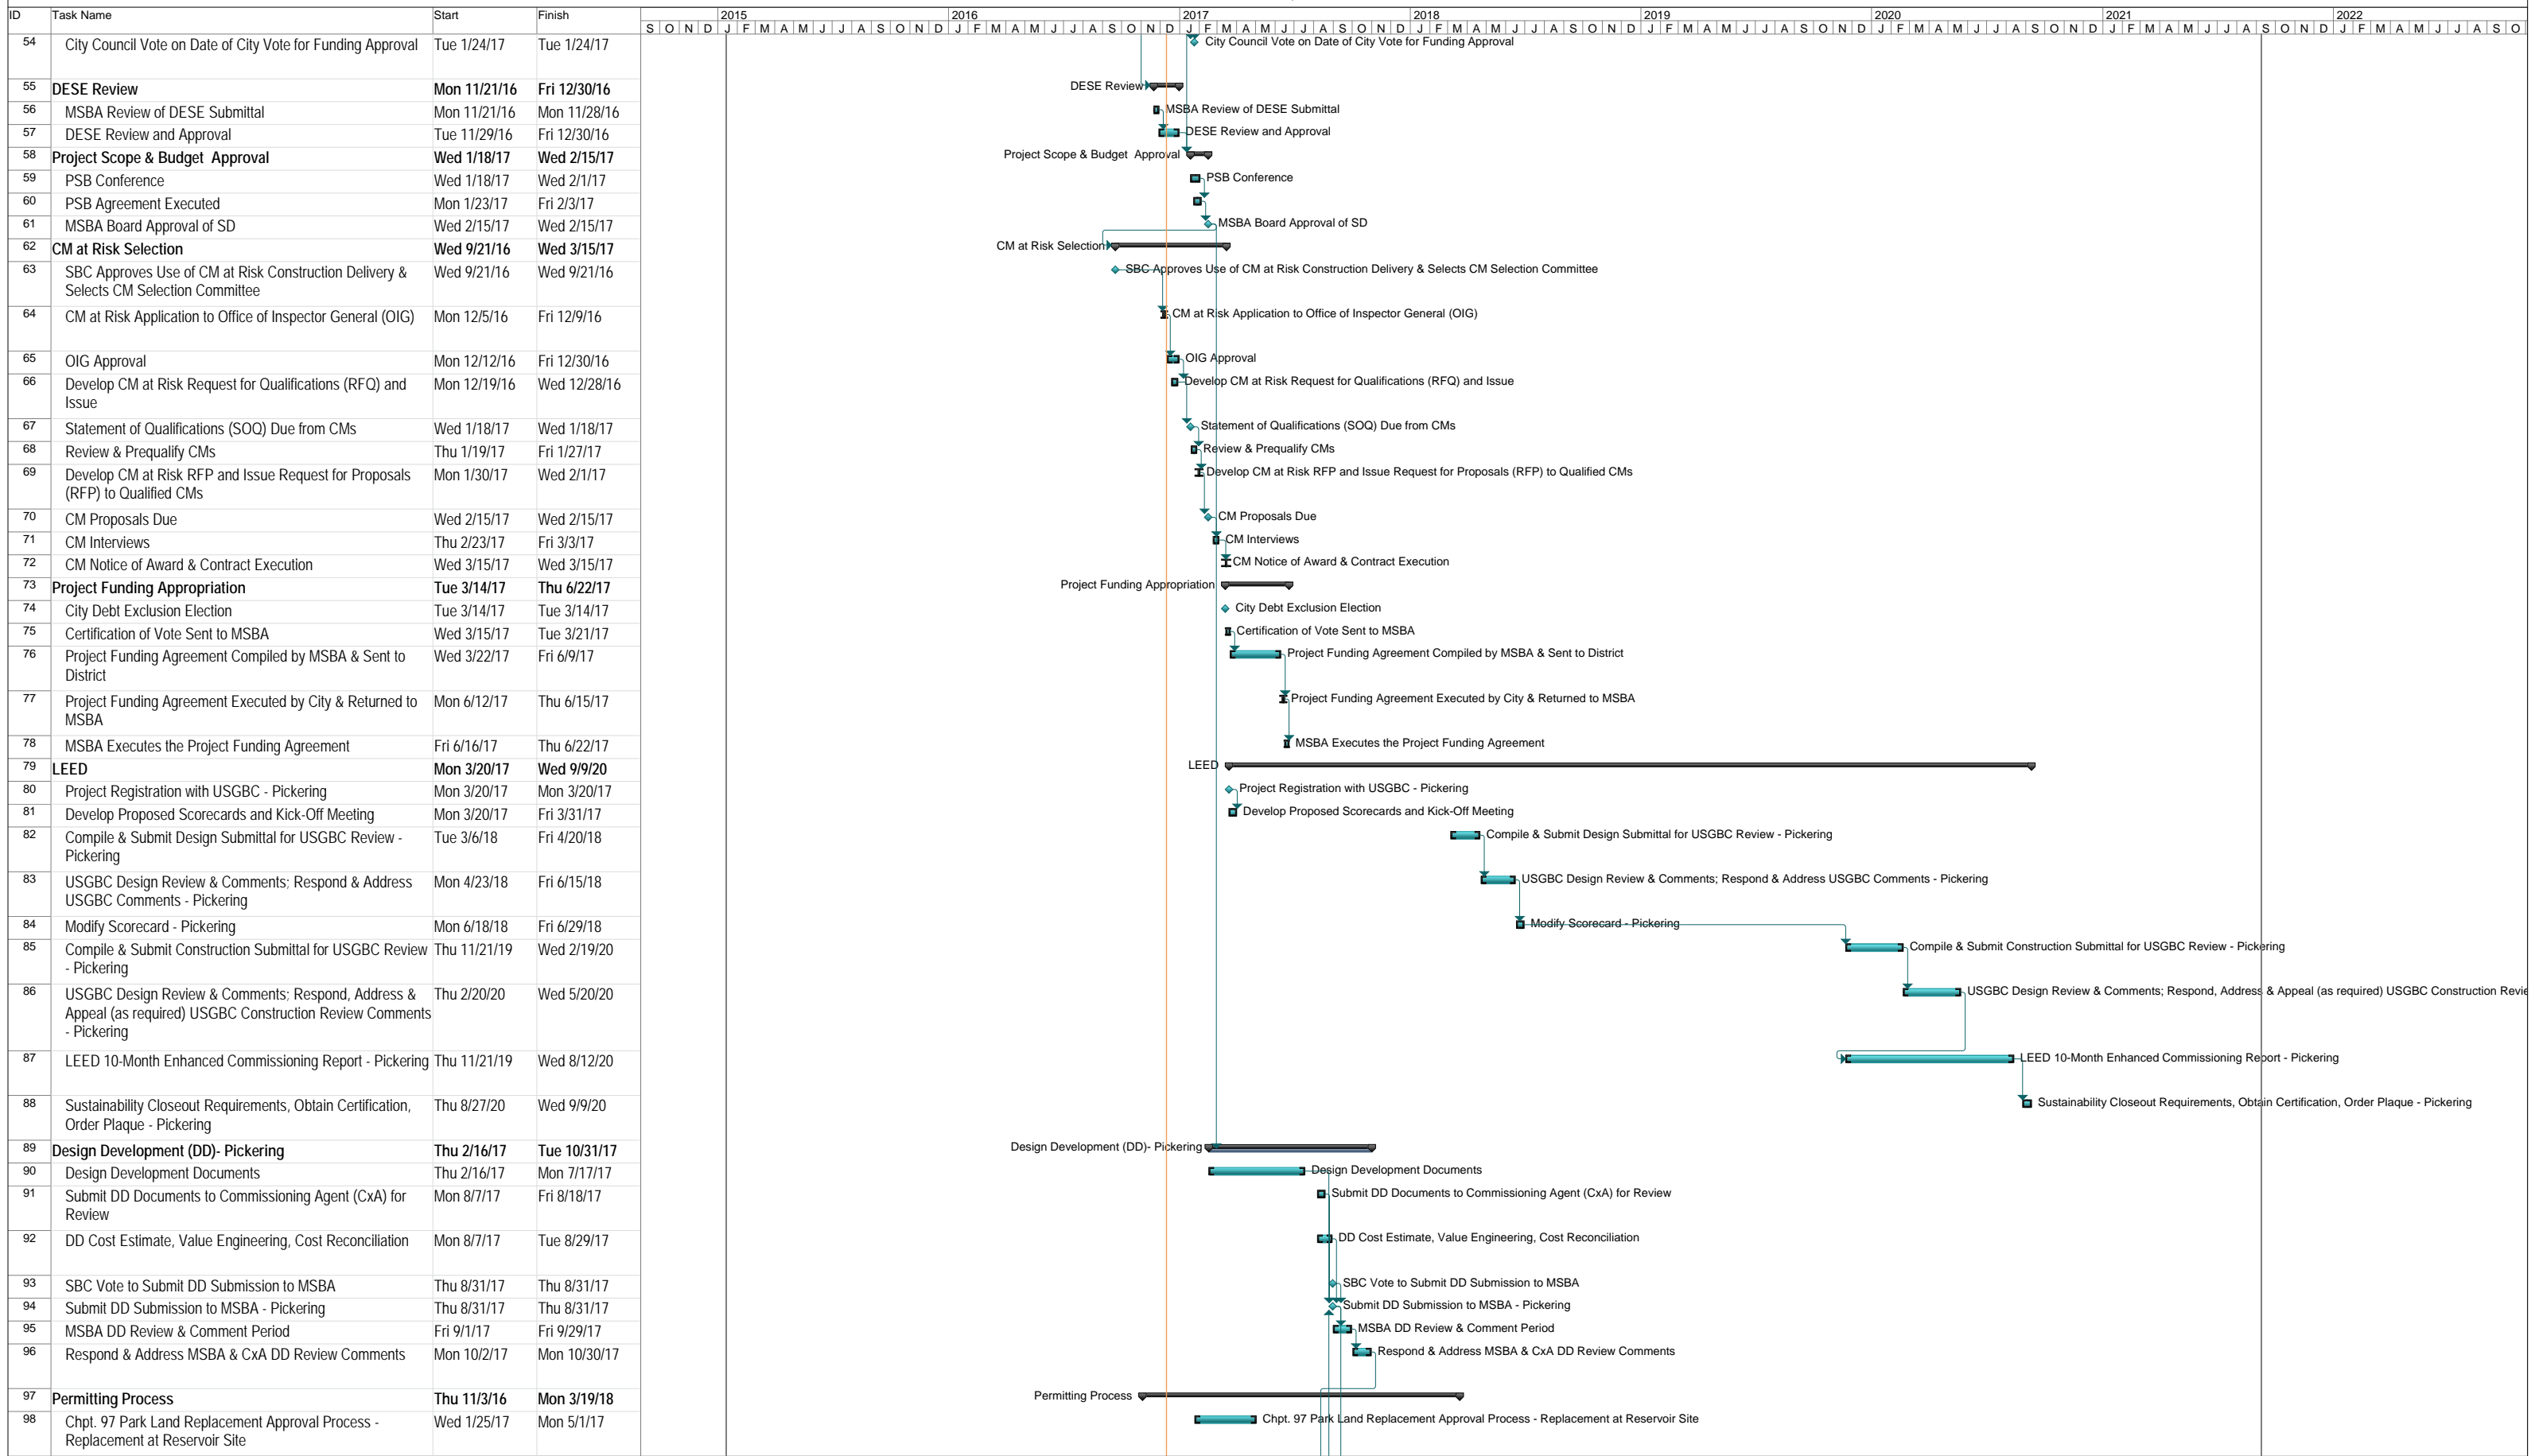 ID Task Name Start Finish 2015 2016 2017 2018 2019 2020 2021 2022
S O N D J F M A M J J A S O N D J F M A M J J A S O N D J F M A M J J A S O N D J F M A M J J A S O N D J F M A M J J A S O N D J F M A M J J A S O N D J F M A M J J A S O N D J F M A M J J A S O
54 City Council Vote on Date of City Vote for Funding Approval Tue 1/24/17 Tue 1/24/17 City Council Vote on Date of City Vote for Funding Approval
55 DESE Review Mon 11/21/16 Fri 12/30/16 DESE Review
56 MSBA Review of DESE Submittal Mon 11/21/16 Mon 11/28/16 MSBA Review of DESE Submittal
57 DESE Review and Approval Tue 11/29/16 Fri 12/30/16 DESE Review and Approval
58 Project Scope & Budget Approval Wed 1/18/17 Wed 2/15/17 Project Scope & Budget Approval
59 PSB Conference Wed 1/18/17 Wed 2/1/17 PSB Conference
60 PSB Agreement Executed Mon 1/23/17 Fri 2/3/17
61 MSBA Board Approval of SD Wed 2/15/17 Wed 2/15/17 MSBA Board Approval of SD
62 CM at Risk Selection Wed 9/21/16 Wed 3/15/17 CM at Risk Selection
63 SBC Approves Use of CM at Risk Construction Delivery & Wed 9/21/16 Wed 9/21/16 SBC Approves Use of CM at Risk Construction Delivery & Selects CM Selection Committee
Selects CM Selection Committee
64 CM at Risk Application to Office of Inspector General (OIG) Mon 12/5/16 Fri 12/9/16 CM at Risk Application to Office of Inspector General (OIG)
65 OIG Approval Mon 12/12/16 Fri 12/30/16 OIG Approval
66 Develop CM at Risk Request for Qualifications (RFQ) and Mon 12/19/16 Wed 12/28/16 Develop CM at Risk Request for Qualifications (RFQ) and Issue
Issue
67 Statement of Qualifications (SOQ) Due from CMs Wed 1/18/17 Wed 1/18/17 Statement of Qualifications (SOQ) Due from CMs
68 Review & Prequalify CMs Thu 1/19/17 Fri 1/27/17 Review & Prequalify CMs
69 Develop CM at Risk RFP and Issue Request for Proposals Mon 1/30/17 Wed 2/1/17 Develop CM at Risk RFP and Issue Request for Proposals (RFP) to Qualified CMs
(RFP) to Qualified CMs
70 CM Proposals Due Wed 2/15/17 Wed 2/15/17 CM Proposals Due
71 CM Interviews Thu 2/23/17 Fri 3/3/17 CM Interviews
72 CM Notice of Award & Contract Execution Wed 3/15/17 Wed 3/15/17 CM Notice of Award & Contract Execution
73 Project Funding Appropriation Tue 3/14/17 Thu 6/22/17 Project Funding Appropriation
74 City Debt Exclusion Election Tue 3/14/17 Tue 3/14/17 City Debt Exclusion Election
75 Certification of Vote Sent to MSBA Wed 3/15/17 Tue 3/21/17 Certification of Vote Sent to MSBA
76 Project Funding Agreement Compiled by MSBA & Sent to Wed 3/22/17 Fri 6/9/17 Project Funding Agreement Compiled by MSBA & Sent to District
District
77 Project Funding Agreement Executed by City & Returned to Mon 6/12/17 Thu 6/15/17 Project Funding Agreement Executed by City & Returned to MSBA
MSBA
78 MSBA Executes the Project Funding Agreement Fri 6/16/17 Thu 6/22/17 MSBA Executes the Project Funding Agreement
79 LEED Mon 3/20/17 Wed 9/9/20 LEED
80 Project Registration with USGBC - Pickering Mon 3/20/17 Mon 3/20/17 Project Registration with USGBC - Pickering
81 Develop Proposed Scorecards and Kick-Off Meeting Mon 3/20/17 Fri 3/31/17 Develop Proposed Scorecards and Kick-Off Meeting
82 Compile & Submit Design Submittal for USGBC Review - Tue 3/6/18 Fri 4/20/18 Compile & Submit Design Submittal for USGBC Review - Pickering
Pickering
83 USGBC Design Review & Comments; Respond & Address Mon 4/23/18 Fri 6/15/18 USGBC Design Review & Comments; Respond & Address USGBC Comments - Pickering
USGBC Comments - Pickering
84 Modify Scorecard - Pickering Mon 6/18/18 Fri 6/29/18 Modify Scorecard - Pickering
85 Compile & Submit Construction Submittal for USGBC Review Thu 11/21/19 Wed 2/19/20 Compile & Submit Construction Submittal for USGBC Review - Pickering
- Pickering
86 USGBC Design Review & Comments; Respond, Address & Thu 2/20/20 Wed 5/20/20 USGBC Design Review & Comments; Respond, Address & Appeal (as required) USGBC Construction Revie
Appeal (as required) USGBC Construction Review Comments
- Pickering
87 LEED 10-Month Enhanced Commissioning Report - Pickering Thu 11/21/19 Wed 8/12/20 LEED 10-Month Enhanced Commissioning Report - Pickering
88 Sustainability Closeout Requirements, Obtain Certification, Thu 8/27/20 Wed 9/9/20 Sustainability Closeout Requirements, Obtain Certification, Order Plaque - Pickering
Order Plaque - Pickering
89 Design Development (DD)- Pickering Thu 2/16/17 Tue 10/31/17 Design Development (DD)- Pickering
90 Design Development Documents Thu 2/16/17 Mon 7/17/17 Design Development Documents
91 Submit DD Documents to Commissioning Agent (CxA) for Mon 8/7/17 Fri 8/18/17 Submit DD Documents to Commissioning Agent (CxA) for Review
Review
92 DD Cost Estimate, Value Engineering, Cost Reconciliation Mon 8/7/17 Tue 8/29/17 DD Cost Estimate, Value Engineering, Cost Reconciliation
93 SBC Vote to Submit DD Submission to MSBA Thu 8/31/17 Thu 8/31/17 SBC Vote to Submit DD Submission to MSBA
94 Submit DD Submission to MSBA - Pickering Thu 8/31/17 Thu 8/31/17 Submit DD Submission to MSBA - Pickering
95 MSBA DD Review & Comment Period Fri 9/1/17 Fri 9/29/17 MSBA DD Review & Comment Period
96 Respond & Address MSBA & CxA DD Review Comments Mon 10/2/17 Mon 10/30/17 Respond & Address MSBA & CxA DD Review Comments
97 Permitting Process Thu 11/3/16 Mon 3/19/18 Permitting Process
98 Chpt. 97 Park Land Replacement Approval Process - Wed 1/25/17 Mon 5/1/17 Chpt. 97 Park Land Replacement Approval Process - Replacement at Reservoir Site
Replacement at Reservoir Site